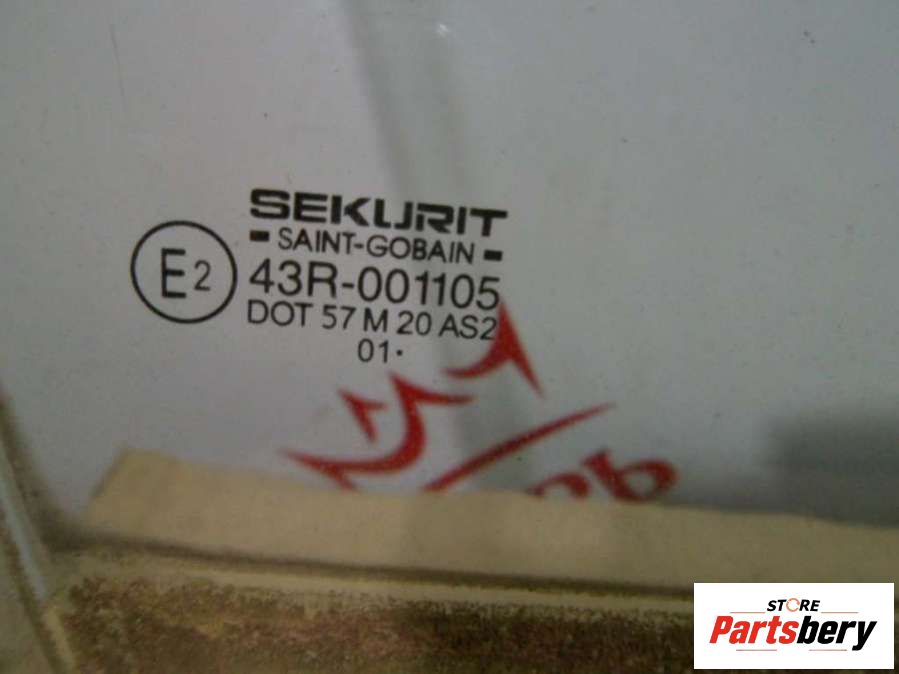 SEKURIT
- SAINT-GOBAIN -
E2
43R-001105
DOT 57 M 20 AS2
01·
STORE
Partsbery